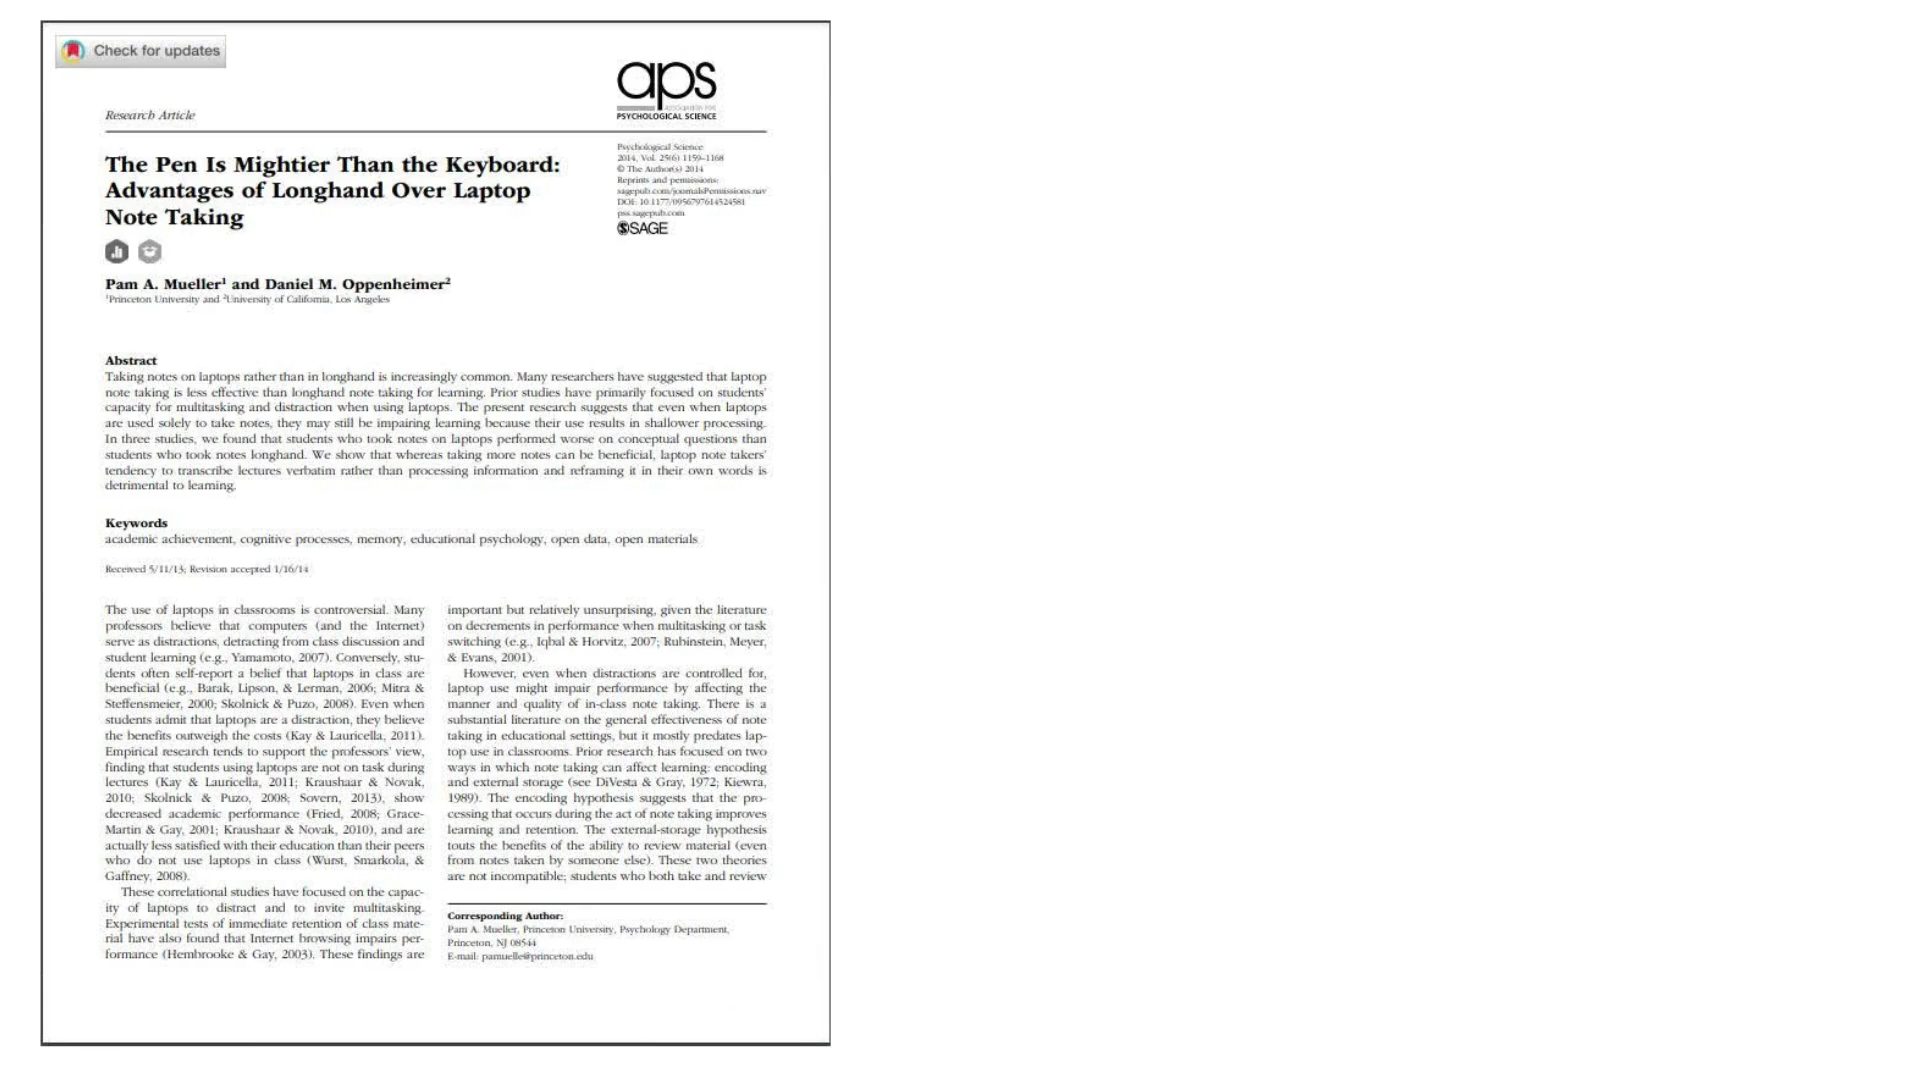 Check for updates
aps
ASSOCIATION FOR
PSYCHOLOGICAL SCIENCE
Research Article
Psychological Science
2014, Vol. 25(6) 1159–1168
© The Author(s) 2014
Reprints and permissions:
sagepub.com/journalsPermissions.nav
DOI: 10.1177/0956797614524581
pss.sagepub.com
SAGE
The Pen Is Mightier Than the Keyboard:
Advantages of Longhand Over Laptop
Note Taking
Pam A. Mueller¹ and Daniel M. Oppenheimer²
¹Princeton University and ²University of California, Los Angeles
Abstract
Taking notes on laptops rather than in longhand is increasingly common. Many researchers have suggested that laptop
note taking is less effective than longhand note taking for learning. Prior studies have primarily focused on students'
capacity for multitasking and distraction when using laptops. The present research suggests that even when laptops
are used solely to take notes, they may still be impairing learning because their use results in shallower processing.
In three studies, we found that students who took notes on laptops performed worse on conceptual questions than
students who took notes longhand. We show that whereas taking more notes can be beneficial, laptop note takers'
tendency to transcribe lectures verbatim rather than processing information and reframing it in their own words is
detrimental to learning.
Keywords
academic achievement, cognitive processes, memory, educational psychology, open data, open materials
Received 5/11/13; Revision accepted 1/16/14
The use of laptops in classrooms is controversial. Many
professors believe that computers (and the Internet)
serve as distractions, detracting from class discussion and
student learning (e.g., Yamamoto, 2007). Conversely, stu-
dents often self-report a belief that laptops in class are
beneficial (e.g., Barak, Lipson, & Lerman, 2006; Mitra &
Steffensmeier, 2000; Skolnick & Puzo, 2008). Even when
students admit that laptops are a distraction, they believe
the benefits outweigh the costs (Kay & Lauricella, 2011).
Empirical research tends to support the professors' view,
finding that students using laptops are not on task during
lectures (Kay & Lauricella, 2011; Kraushaar & Novak,
2010; Skolnick & Puzo, 2008; Sovern, 2013), show
decreased academic performance (Fried, 2008; Grace-
Martin & Gay, 2001; Kraushaar & Novak, 2010), and are
actually less satisfied with their education than their peers
who do not use laptops in class (Wurst, Smarkola, &
Gaffney, 2008).
These correlational studies have focused on the capac-
ity of laptops to distract and to invite multitasking.
Experimental tests of immediate retention of class mate-
rial have also found that Internet browsing impairs per-
formance (Hembrooke & Gay, 2003). These findings are
important but relatively unsurprising, given the literature
on decrements in performance when multitasking or task
switching (e.g., Iqbal & Horvitz, 2007; Rubinstein, Meyer,
& Evans, 2001).
However, even when distractions are controlled for,
laptop use might impair performance by affecting the
manner and quality of in-class note taking. There is a
substantial literature on the general effectiveness of note
taking in educational settings, but it mostly predates lap-
top use in classrooms. Prior research has focused on two
ways in which note taking can affect learning: encoding
and external storage (see DiVesta & Gray, 1972; Kiewra,
1989). The encoding hypothesis suggests that the pro-
cessing that occurs during the act of note taking improves
learning and retention. The external-storage hypothesis
touts the benefits of the ability to review material (even
from notes taken by someone else). These two theories
are not incompatible; students who both take and review
Corresponding Author:
Pam A. Mueller, Princeton University, Psychology Department,
Princeton, NJ 08544
E-mail: pamuelle@princeton.edu